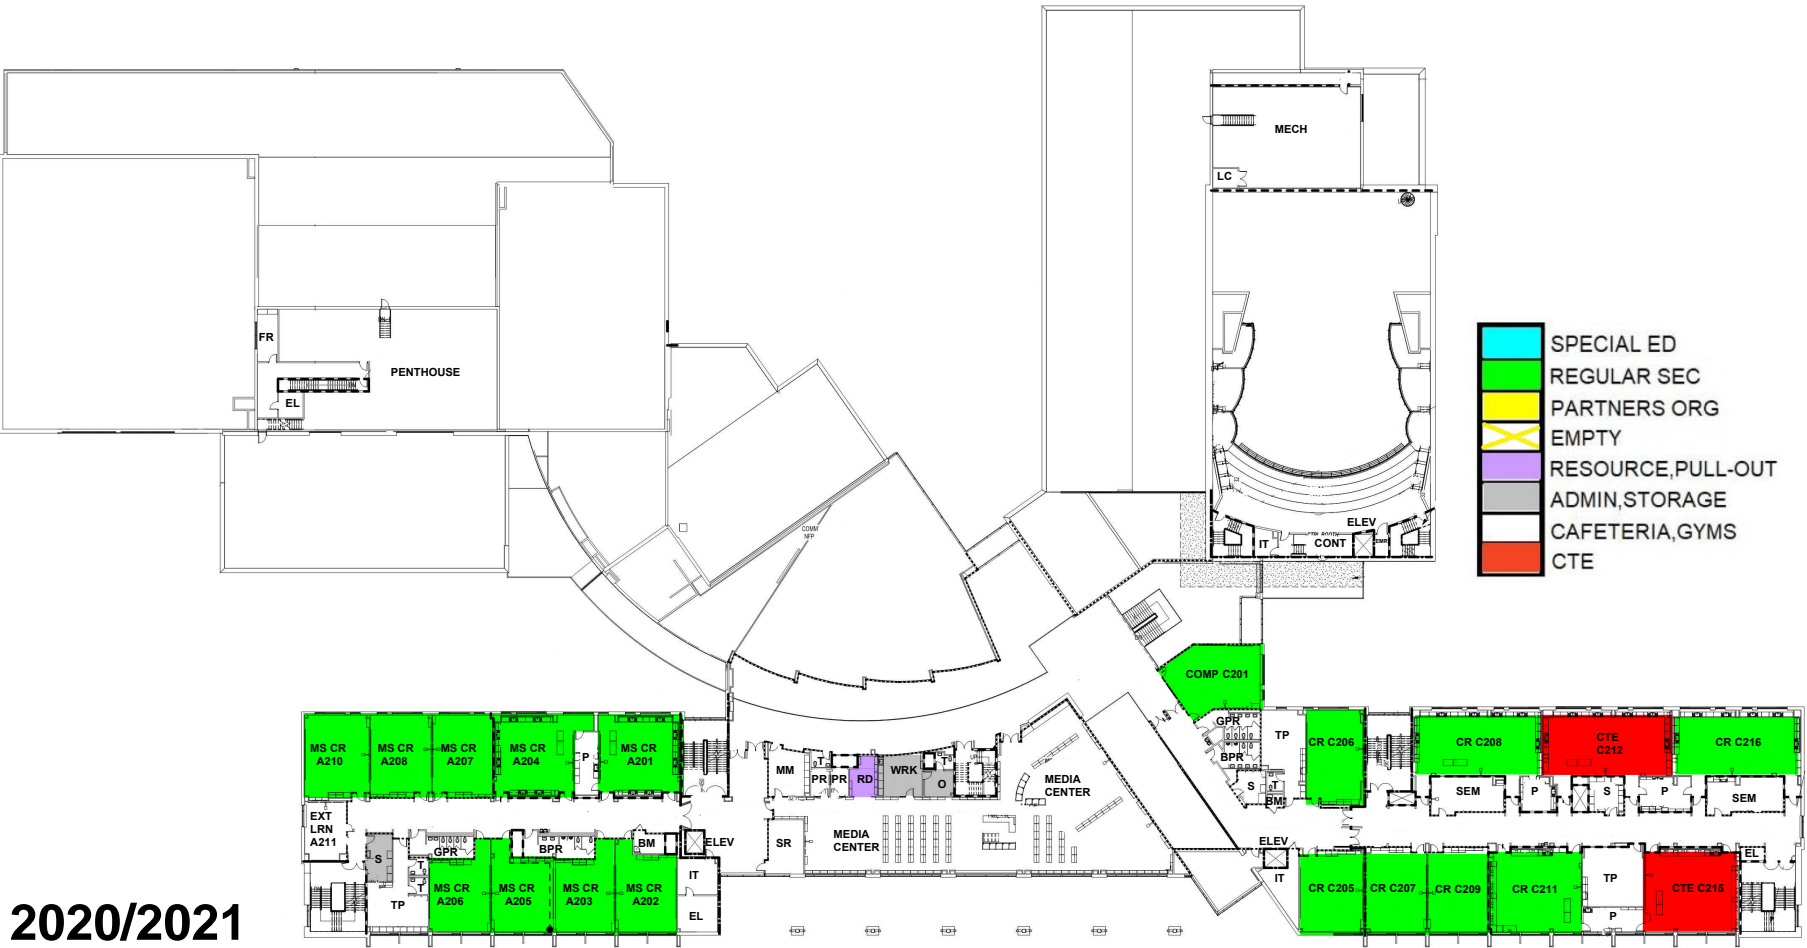 MECH
LC
FR
PENTHOUSE
EL
SPECIAL ED
REGULAR SEC
PARTNERS ORG
EMPTY
RESOURCE,PULL-OUT
ADMIN,STORAGE
CAFETERIA,GYMS
CTE
COMM
NFP
ELEV
IT
CONT
EMR
COMP C201
MS CR
A210
MS CR
A208
MS CR
A207
MS CR
A204
P
MS CR
A201
MM
T
PR
PR
RD
WRK
T
O
MEDIA
CENTER
GPR
BPR
TP
S
T
BM
CR C206
CR C208
CTE
C212
CR C216
SEM
P
S
P
SEM
EXT
LRN
A211
S
GPR
T
T
BPR
BM
ELEV
SR
MEDIA
CENTER
ELEV
IT
EL
TP
MS CR
A206
MS CR
A205
MS CR
A203
MS CR
A202
IT
EL
CR C205
CR C207
CR C209
CR C211
TP
P
CTE C215
2020/2021